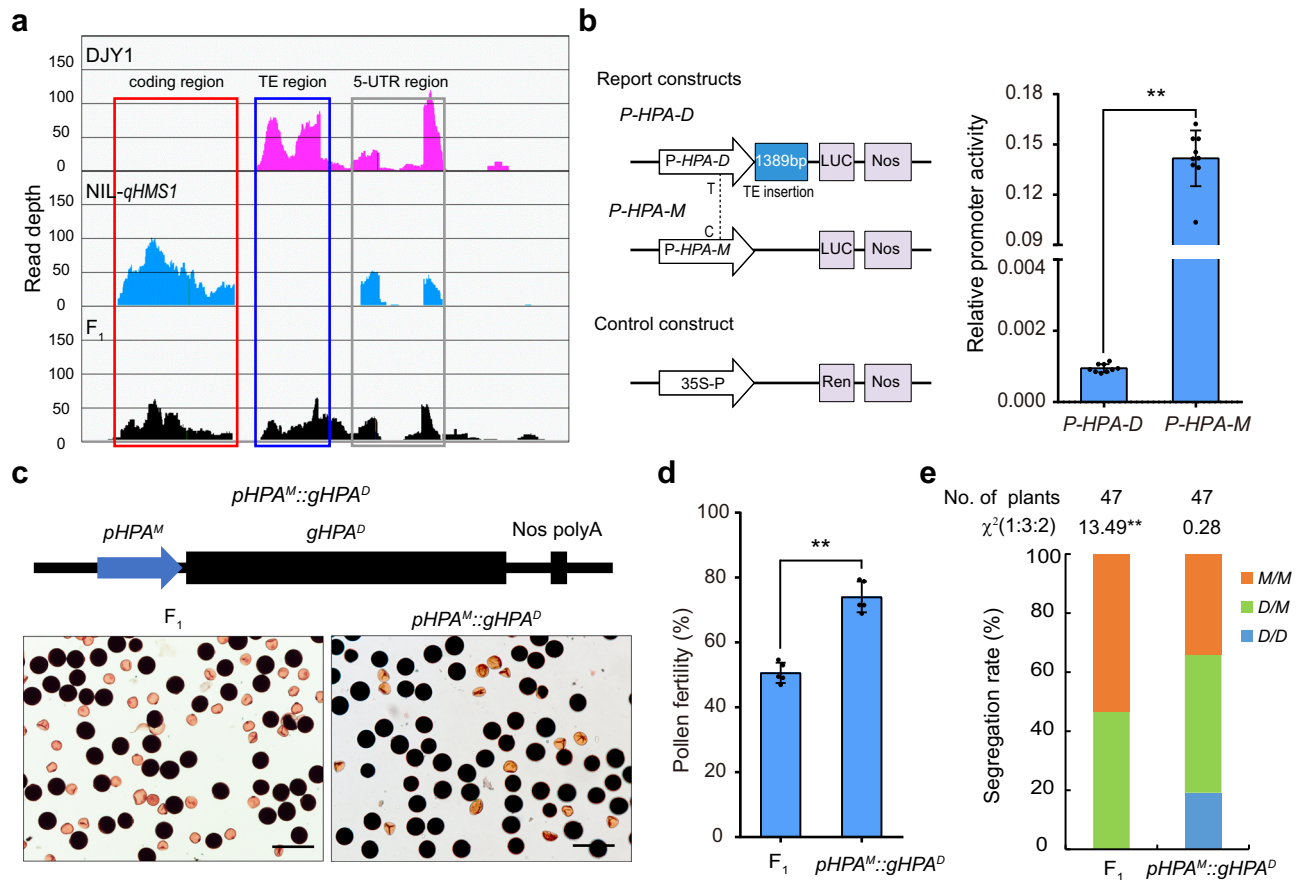 a
DJY1
coding region
TE region
5-UTR region
150
100
50
0
NIL-qHMS1
150
100
50
0
F1
150
100
50
0
Read depth
b
Report constructs
P-HPA-D
P-HPA-D
1389bp
LUC
Nos
T
TE insertion
P-HPA-M
C
P-HPA-M
LUC
Nos
Control construct
35S-P
Ren
Nos
Relative promoter activity
0.18
0.15
0.12
0.09
0.004
0.002
0.000
**
P-HPA-D
P-HPA-M
c
pHPAᴹ::gHPAᴰ
pHPAᴹ
gHPAᴰ
Nos polyA
F1
pHPAᴹ::gHPAᴰ
d
Pollen fertility (%)
100
80
60
40
20
0
**
F1
pHPAᴹ::gHPAᴰ
e
No. of plants 47 47
χ²(1:3:2) 13.49** 0.28
Segregation rate (%)
100
80
60
40
20
0
M/M
D/M
D/D
F1
pHPAᴹ::gHPAᴰ